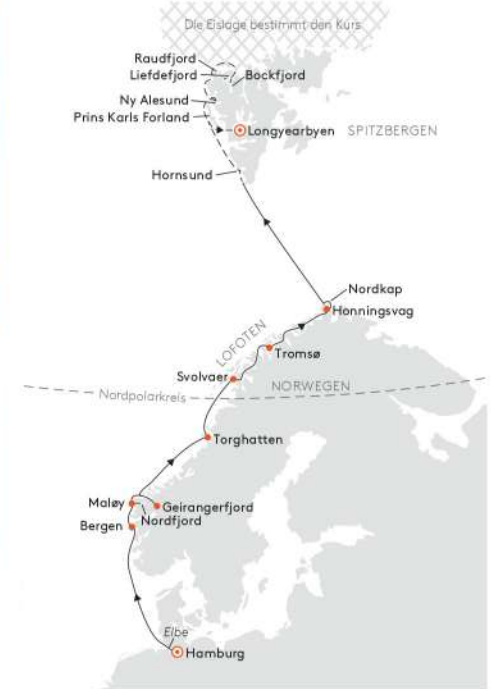 Die Eislage bestimmt den Kurs
Raudfjord
Liefdefjord
Bockfjord
Ny Alesund
Prins Karls Forland
Longyearbyen
SPITZBERGEN
Hornsund
Nordkap
Honningsvag
LOFOTEN
Tromsø
Svolvaer
NORWEGEN
Nordpolarkreis
Torghatten
Maløy
Geirangerfjord
Nordfjord
Bergen
Elbe
Hamburg